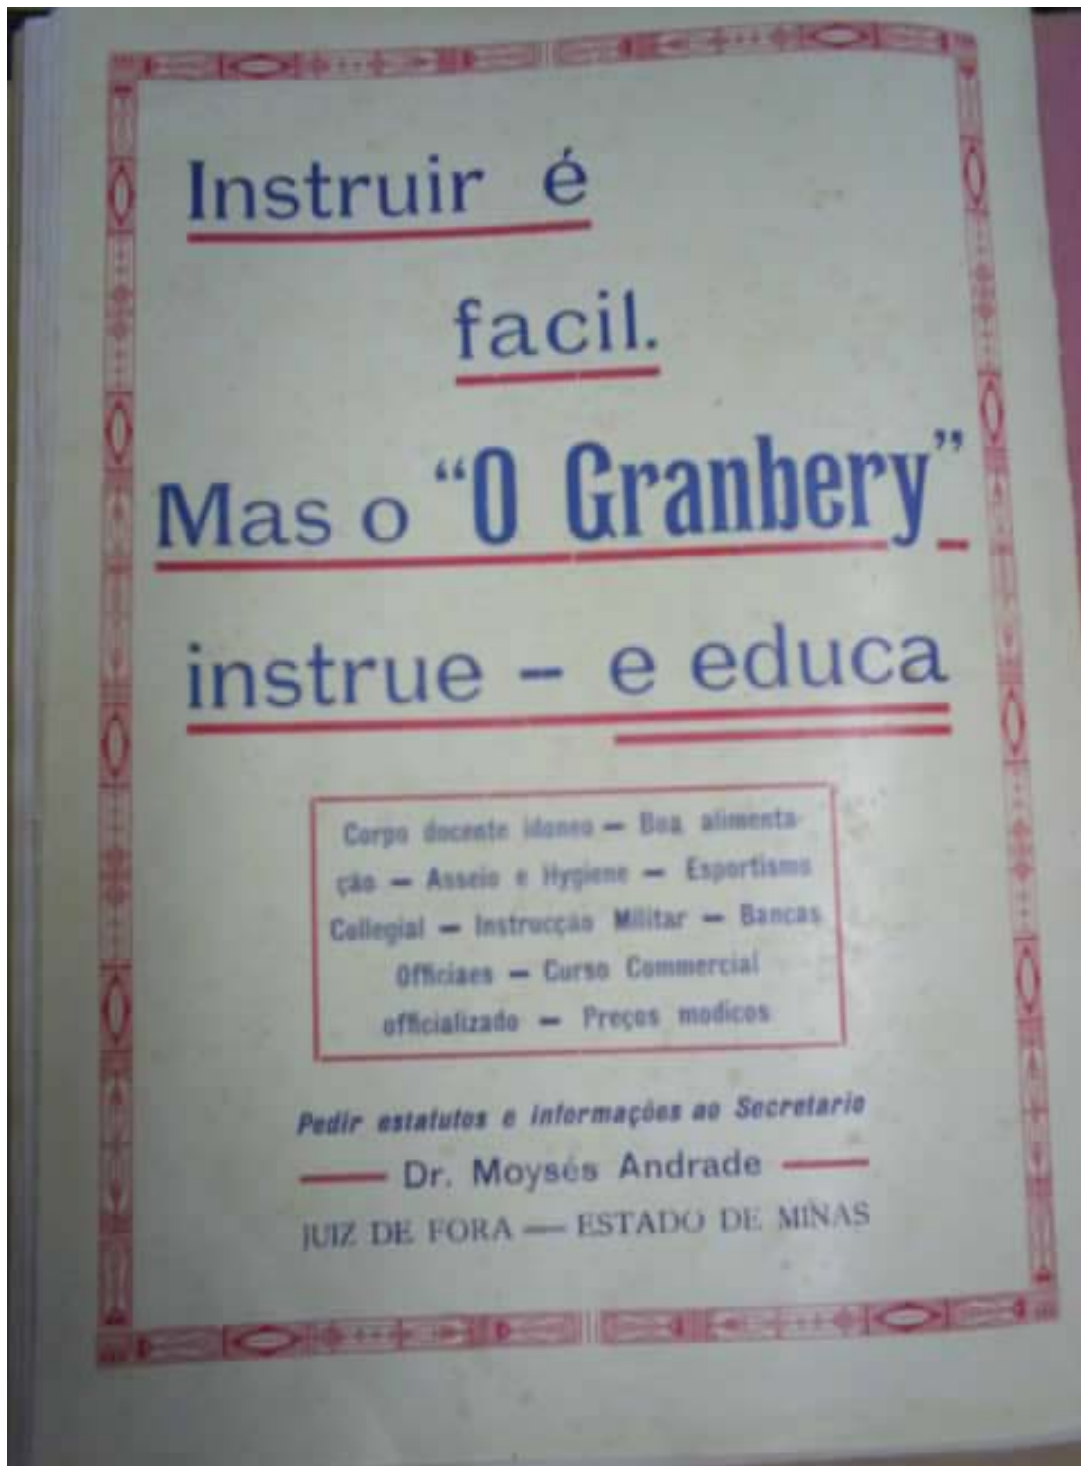 Instruir é
facil.
Mas o “O Granbery”
instrue – e educa
Corpo docente idoneo — Boa alimenta-
ção — Asseio e Hygiene — Esportismo
Collegial — Instrucção Militar — Bancas
Officiaes — Curso Commercial
officializado — Preços modicos
Pedir estatutos e informações ao Secretario
Dr. Moysés Andrade
JUIZ DE FORA — ESTADO DE MINAS